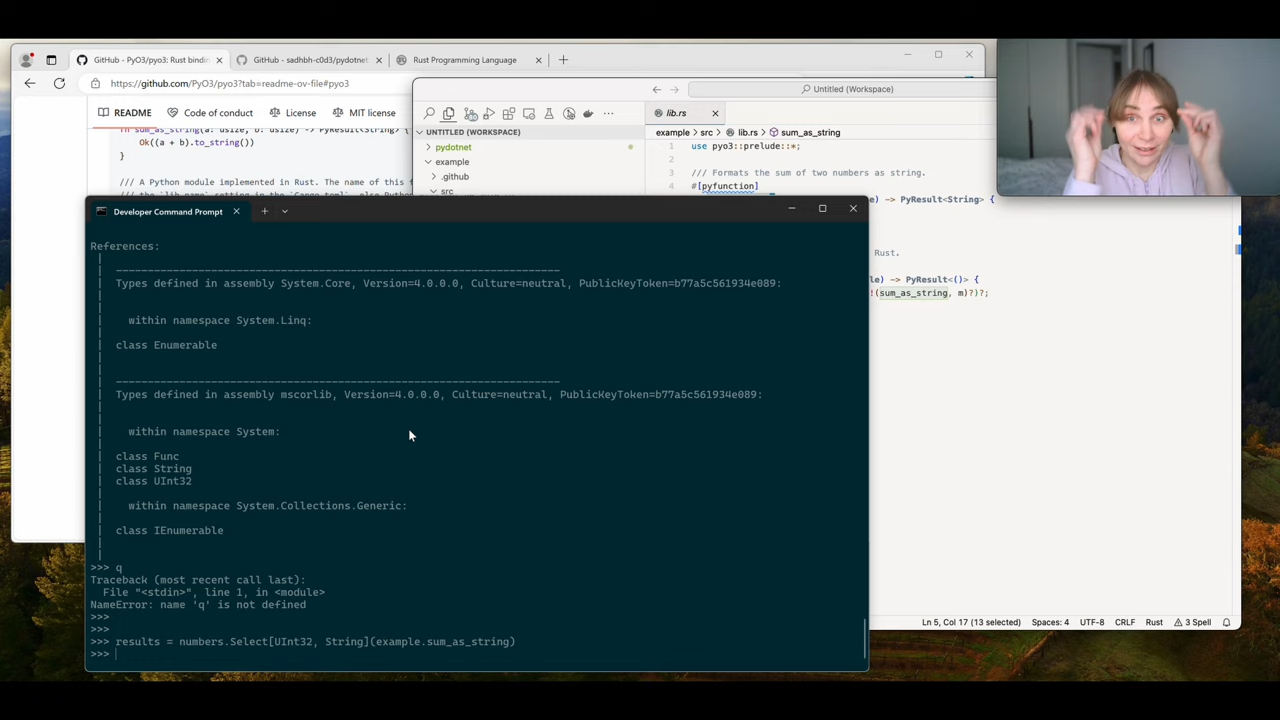 GitHub - PyO3/pyo3: Rust bindin
GitHub - sadhbh-c0d3/pydotnet:
Rust Programming Language
https://github.com/PyO3/pyo3?tab=readme-ov-file#pyo3
README
Code of conduct
License
MIT license
Ok((a + b).to_string())
}
/// A Python module implemented in Rust. The name of this f
Untitled (Workspace)
UNTITLED (WORKSPACE)
pydotnet
example
.github
src
lib.rs
example > src > lib.rs > sum_as_string
1 use pyo3::prelude::*;
2
3 /// Formats the sum of two numbers as string.
4 #[pyfunction]
) -> PyResult<String> {
Rust.
le) -> PyResult<()> {
!(sum_as_string, m)?)?;
Developer Command Prompt
References:
|
| ----------------------------------------------------------------------
| Types defined in assembly System.Core, Version=4.0.0.0, Culture=neutral, PublicKeyToken=b77a5c561934e089:
|
|
| within namespace System.Linq:
|
| class Enumerable
|
|
| ----------------------------------------------------------------------
| Types defined in assembly mscorlib, Version=4.0.0.0, Culture=neutral, PublicKeyToken=b77a5c561934e089:
|
|
| within namespace System:
|
| class Func
| class String
| class UInt32
|
| within namespace System.Collections.Generic:
|
| class IEnumerable
|
|
>>> q
Traceback (most recent call last):
File "<stdin>", line 1, in <module>
NameError: name 'q' is not defined
>>>
>>>
>>> results = numbers.Select[UInt32, String](example.sum_as_string)
>>>
Ln 5, Col 17 (13 selected)
Spaces: 4
UTF-8
CRLF
Rust
3 Spell